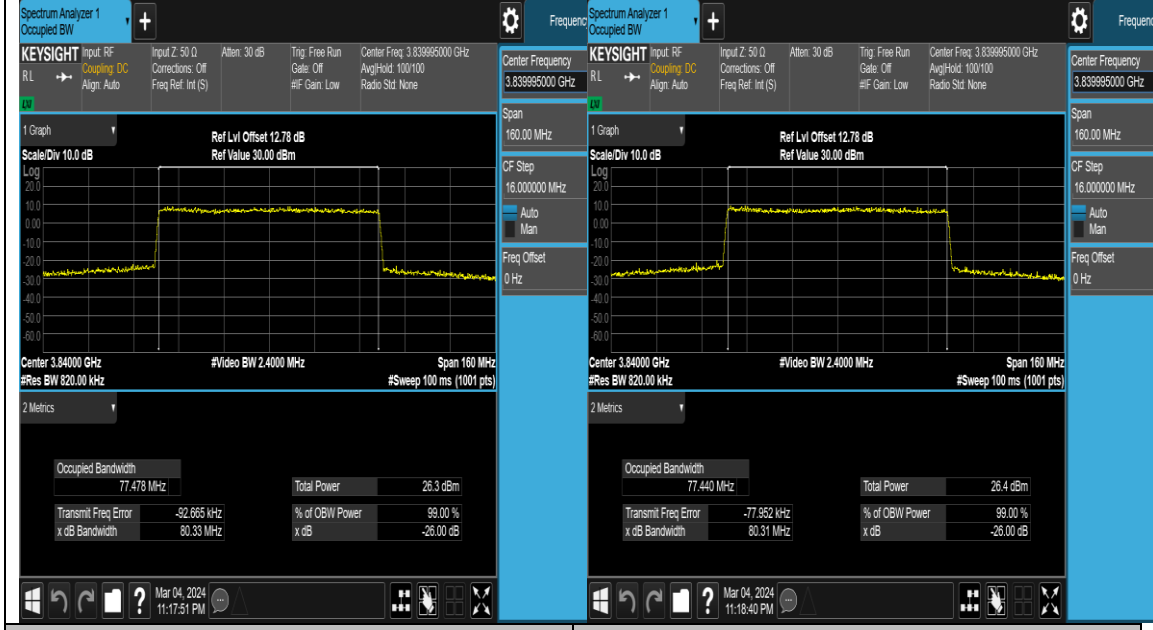 Spectrum Analyzer 1
Occupied BW
+
Frequenc
KEYSIGHT
Input: RF
Coupling: DC
Align: Auto
Input Z: 50 Ω
Corrections: Off
Freq Ref: Int (S)
Atten: 30 dB
Trig: Free Run
Gate: Off
#IF Gain: Low
Center Freq: 3.839995000 GHz
Avg|Hold: 100/100
Radio Std: None
RL
LXI
Center Frequency
3.839995000 GHz
Span
160.00 MHz
CF Step
16.000000 MHz
Auto
Man
Freq Offset
0 Hz
1 Graph
Scale/Div 10.0 dB
Ref Lvl Offset 12.78 dB
Ref Value 30.00 dBm
Log
20.0
10.0
0.00
-10.0
-20.0
-30.0
-40.0
-50.0
-60.0
Center 3.84000 GHz
#Video BW 2.4000 MHz
Span 160 MHz
#Res BW 820.00 kHz
#Sweep 100 ms (1001 pts)
2 Metrics
Occupied Bandwidth
77.478 MHz
Total Power 26.3 dBm
Transmit Freq Error -92.665 kHz
% of OBW Power 99.00 %
x dB Bandwidth 80.33 MHz
x dB -26.00 dB
?
Mar 04, 2024
11:17:51 PM
Spectrum Analyzer 1
Occupied BW
+
Frequenc
KEYSIGHT
Input: RF
Coupling: DC
Align: Auto
Input Z: 50 Ω
Corrections: Off
Freq Ref: Int (S)
Atten: 30 dB
Trig: Free Run
Gate: Off
#IF Gain: Low
Center Freq: 3.839995000 GHz
Avg|Hold: 100/100
Radio Std: None
RL
LXI
Center Frequency
3.839995000 GHz
Span
160.00 MHz
CF Step
16.000000 MHz
Auto
Man
Freq Offset
0 Hz
1 Graph
Scale/Div 10.0 dB
Ref Lvl Offset 12.78 dB
Ref Value 30.00 dBm
Log
20.0
10.0
0.00
-10.0
-20.0
-30.0
-40.0
-50.0
-60.0
Center 3.84000 GHz
#Video BW 2.4000 MHz
Span 160 MHz
#Res BW 820.00 kHz
#Sweep 100 ms (1001 pts)
2 Metrics
Occupied Bandwidth
77.440 MHz
Total Power 26.4 dBm
Transmit Freq Error -77.952 kHz
% of OBW Power 99.00 %
x dB Bandwidth 80.31 MHz
x dB -26.00 dB
?
Mar 04, 2024
11:18:40 PM